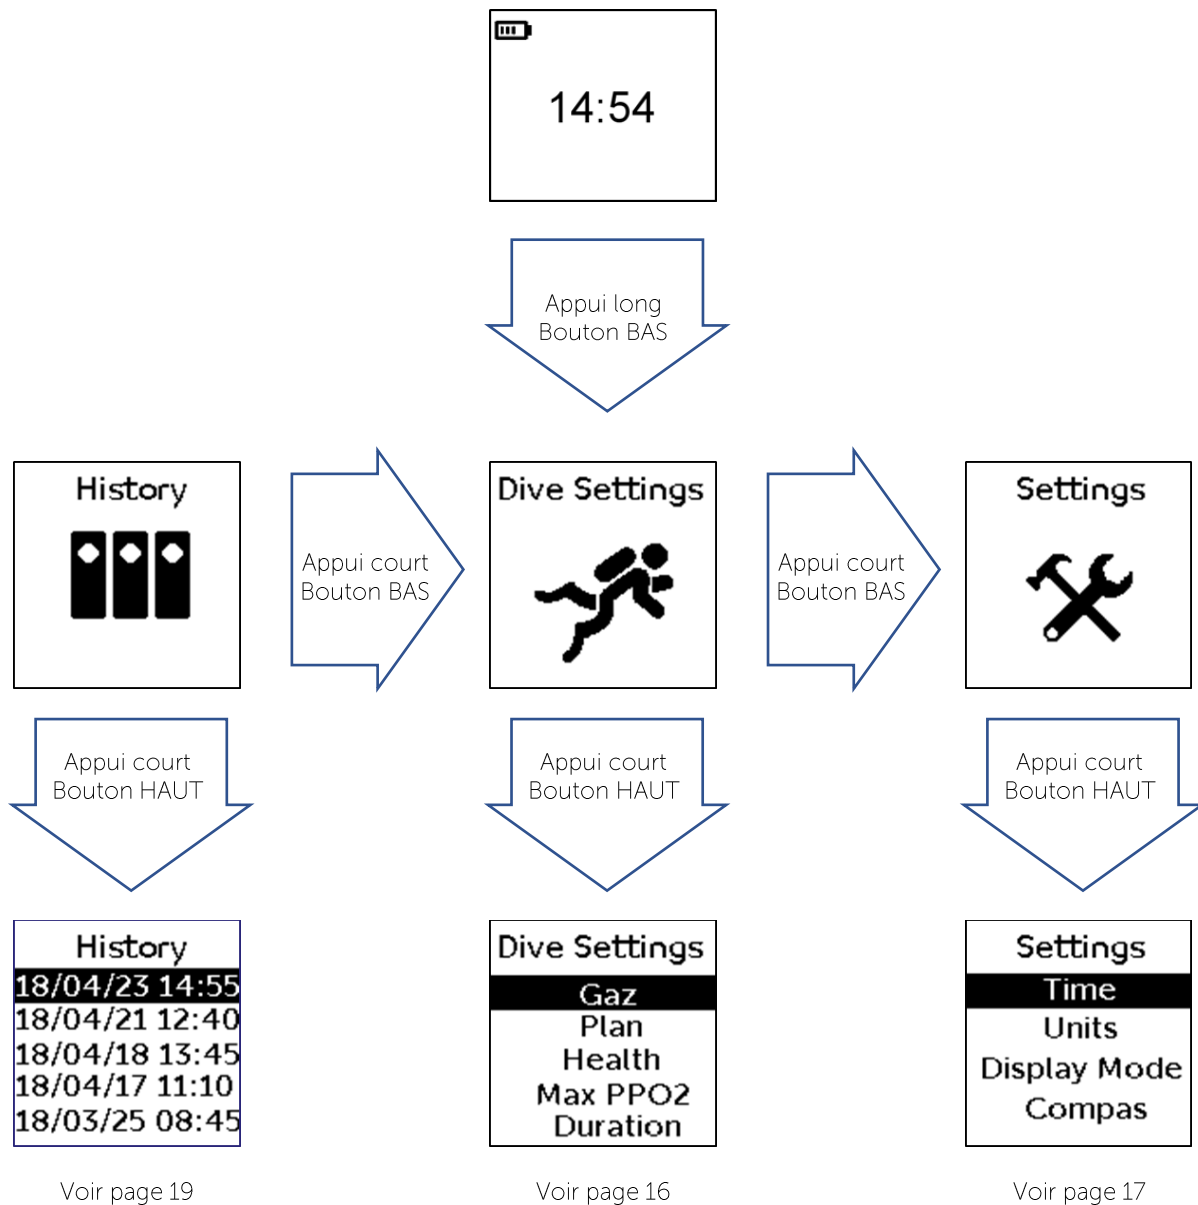 14:54
Appui long
Bouton BAS
History
Appui court
Bouton BAS
Dive Settings
Appui court
Bouton BAS
Settings
Appui court
Bouton HAUT
Appui court
Bouton HAUT
Appui court
Bouton HAUT
History
18/04/23 14:55
18/04/21 12:40
18/04/18 13:45
18/04/17 11:10
18/03/25 08:45
Voir page 19
Dive Settings
Gaz
Plan
Health
Max PPO2
Duration
Voir page 16
Settings
Time
Units
Display Mode
Compas
Voir page 17